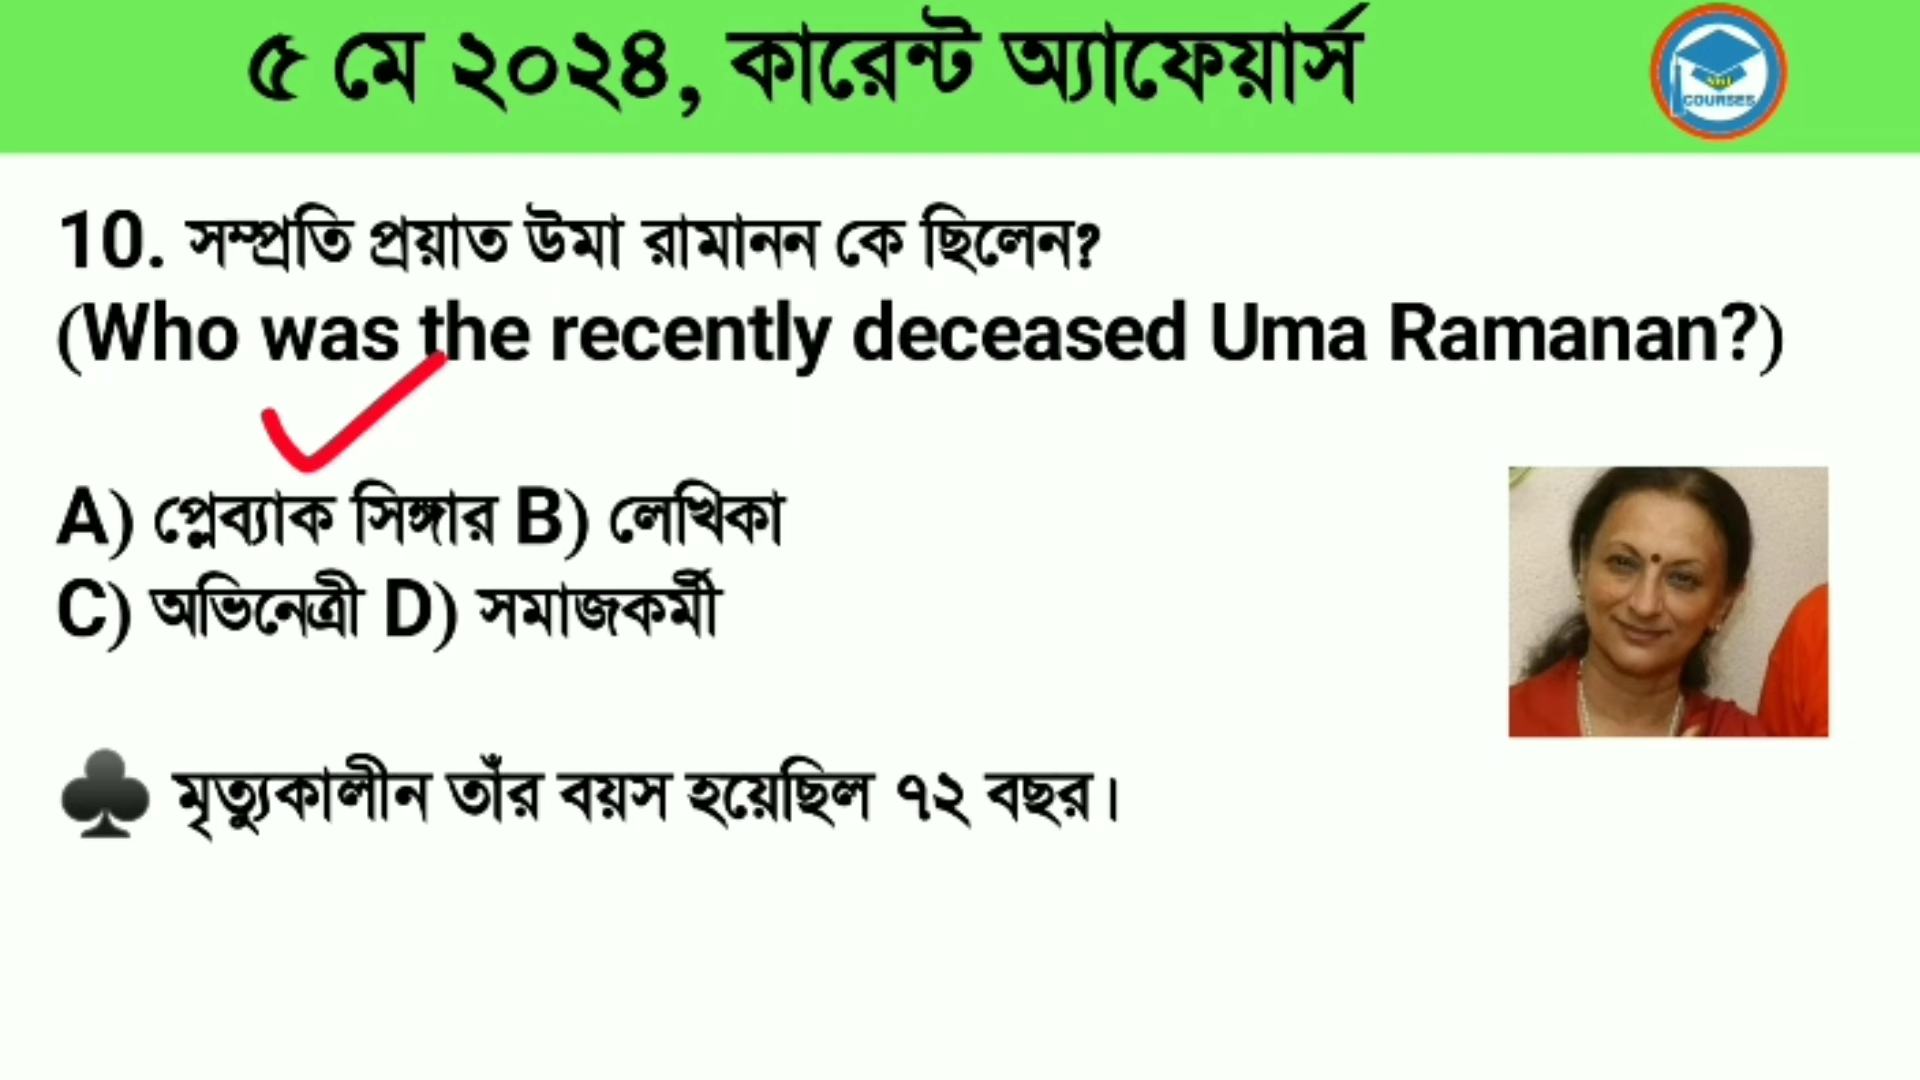 ৫ মে ২০২৪, কারেন্ট অ্যাফেয়ার্স
COURSES
10. সম্প্রতি প্রয়াত উমা রামানন কে ছিলেন?
(Who was the recently deceased Uma Ramanan?)
A) প্লেব্যাক সিঙ্গার B) লেখিকা
C) অভিনেত্রী D) সমাজকর্মী
♣ মৃত্যুকালীন তাঁর বয়স হয়েছিল ৭২ বছর।